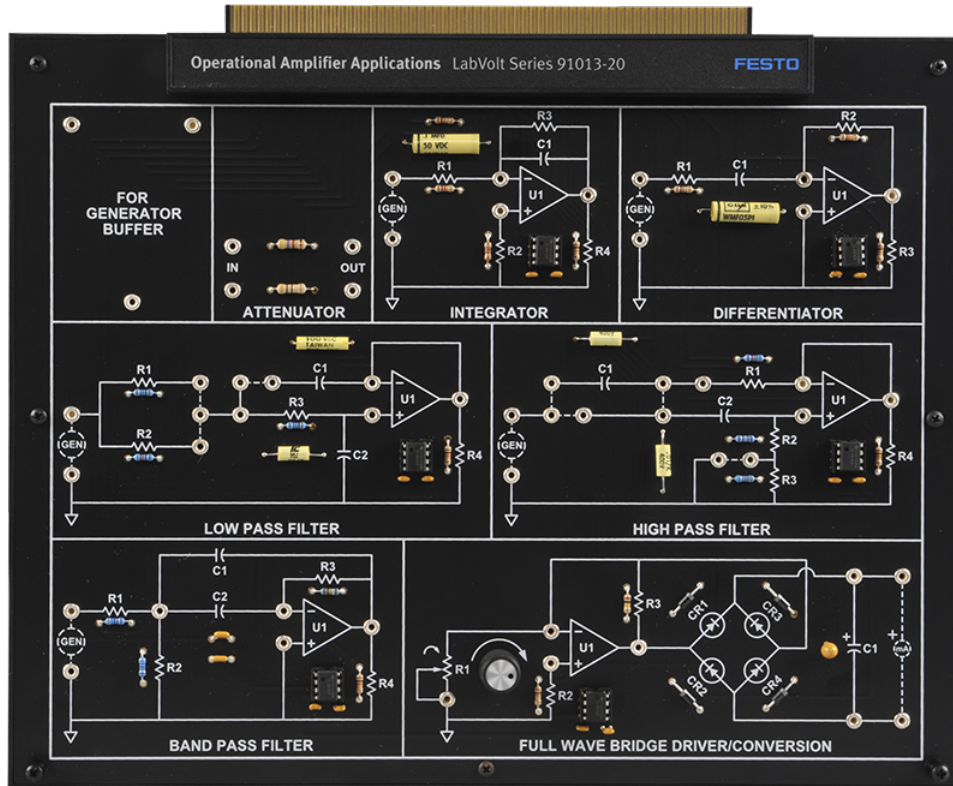 Operational Amplifier Applications LabVolt Series 91013-20 FESTO
FOR
GENERATOR
BUFFER
IN
OUT
ATTENUATOR
50 VDC
R3
C1
R1
GEN
U1
R2
R4
INTEGRATOR
R2
C1
R1
GEN
U1
±10%
WMF05P1
R3
DIFFERENTIATOR
TAIWAN
R1
C1
R3
U1
R2
GEN
C2
R4
LOW PASS FILTER
C1
R1
C2
U1
GEN
R2
R3
R4
400V
HIGH PASS FILTER
C1
R3
R1
C2
U1
GEN
R2
R4
BAND PASS FILTER
R3
CR1
CR3
U1
R1
R2
CR2
CR4
C1
+
+
mA
FULL WAVE BRIDGE DRIVER/CONVERSION